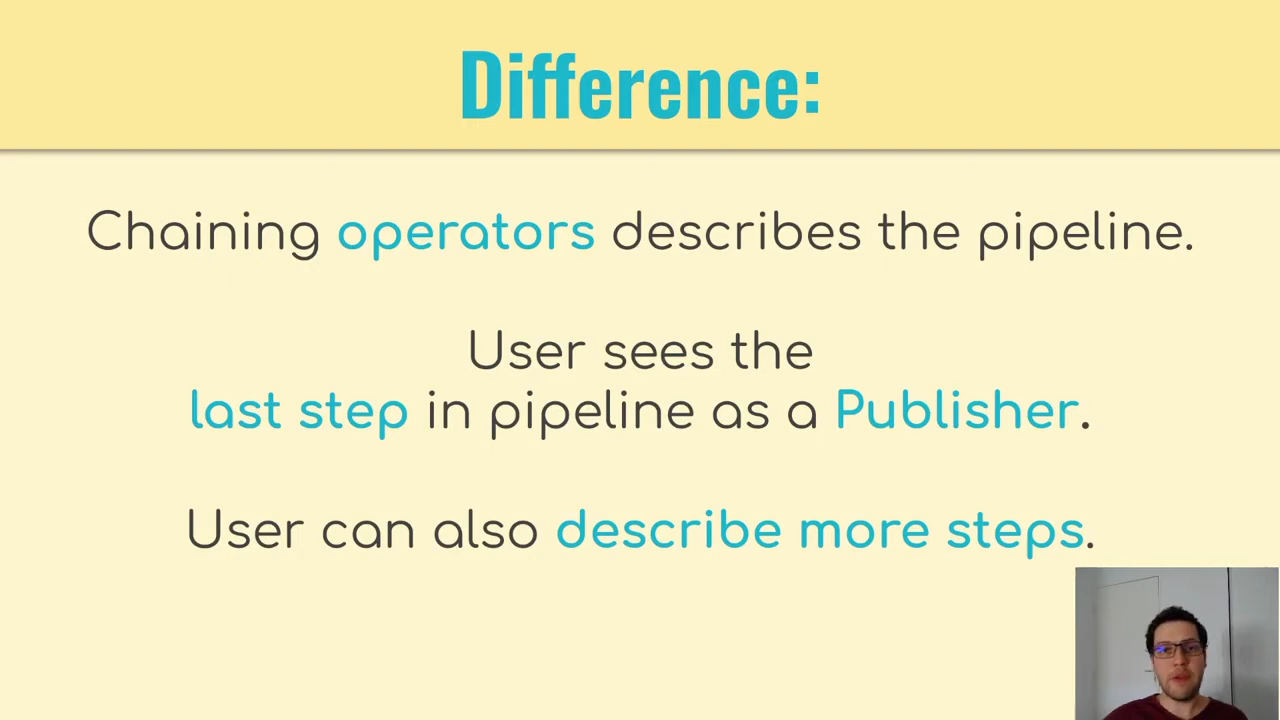 Difference:
Chaining operators describes the pipeline.
User sees the
last step in pipeline as a Publisher.
User can also describe more steps.